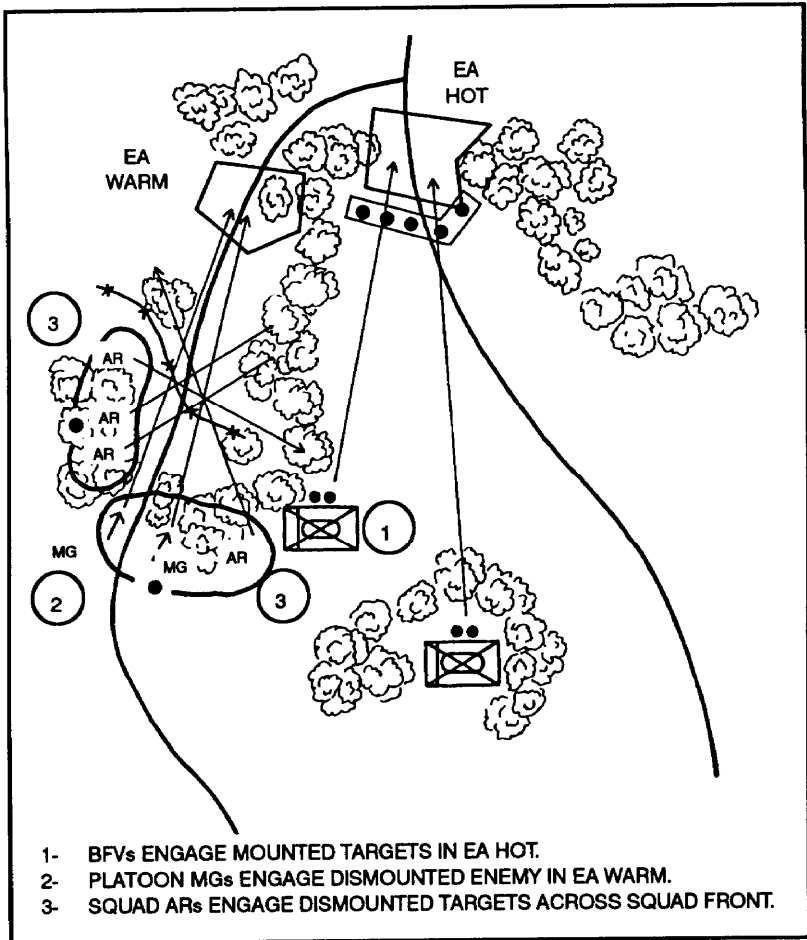 EA
HOT
EA
WARM
3
AR
AR
AR
1
MG
MG
AR
2
3
1- BFVs ENGAGE MOUNTED TARGETS IN EA HOT.
2- PLATOON MGs ENGAGE DISMOUNTED ENEMY IN EA WARM.
3- SQUAD ARs ENGAGE DISMOUNTED TARGETS ACROSS SQUAD FRONT.